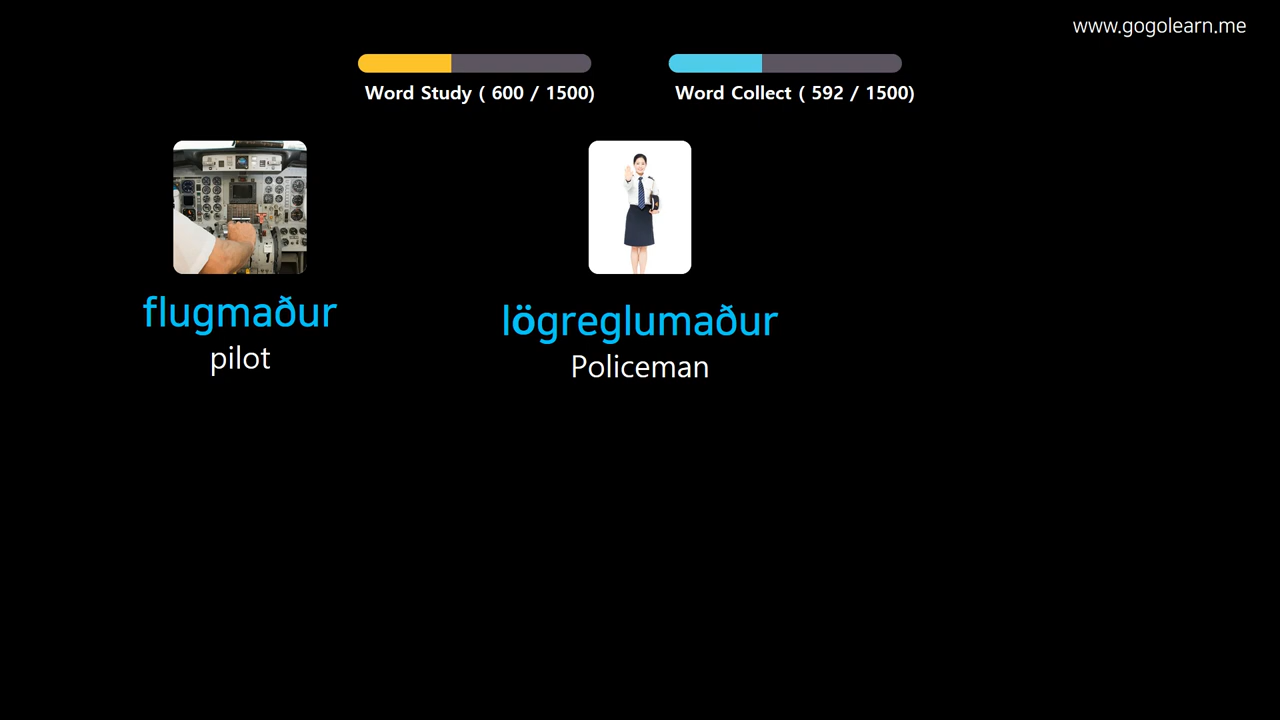 www.gogolearn.me
Word Study ( 600 / 1500)
Word Collect ( 592 / 1500)
flugmaður
pilot
lögreglumaður
Policeman